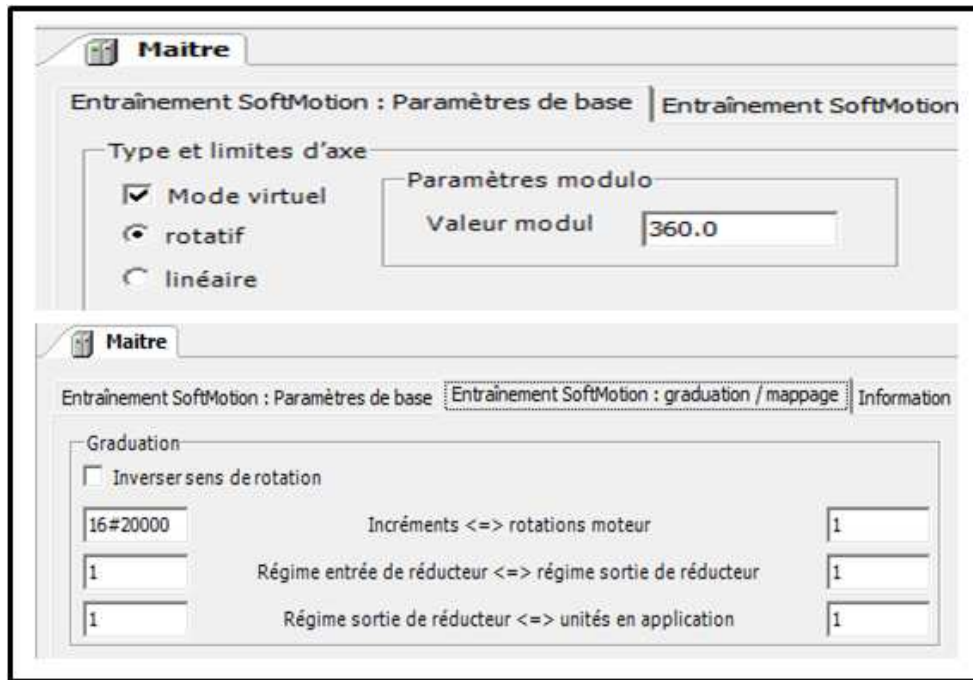 Maitre
Entraînement SoftMotion : Paramètres de base Entraînement SoftMotion
Type et limites d'axe
Mode virtuel
rotatif
linéaire
Paramètres modulo
Valeur modul 360.0
Maitre
Entraînement SoftMotion : Paramètres de base Entraînement SoftMotion : graduation / mappage Information
Graduation
Inverser sens de rotation
16#20000 Incréments <=> rotations moteur 1
1 Régime entrée de réducteur <=> régime sortie de réducteur 1
1 Régime sortie de réducteur <=> unités en application 1